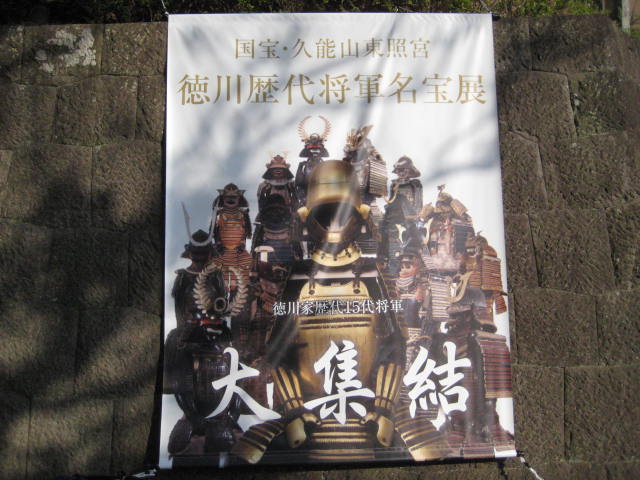 国宝・久能山東照宮
徳川歴代将軍名宝展
徳川家歴代15代将軍
大集結